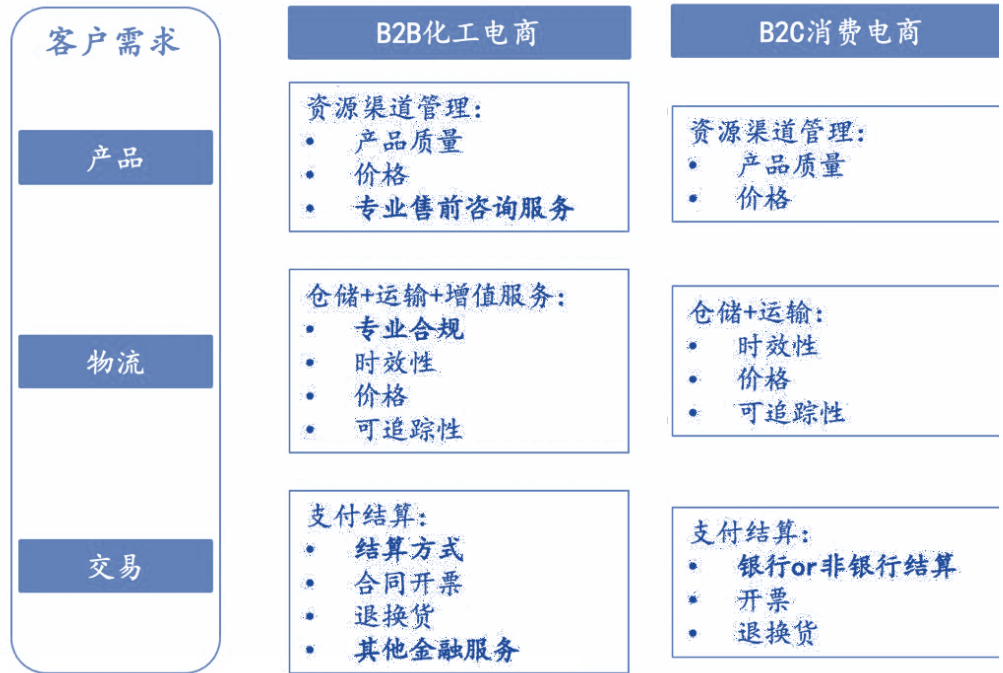 客户需求
B2B化工电商
B2C消费电商
产品
资源渠道管理:
• 产品质量
• 价格
• 专业售前咨询服务
资源渠道管理:
• 产品质量
• 价格
物流
仓储+运输+增值服务:
• 专业合规
• 时效性
• 价格
• 可追踪性
仓储+运输:
• 时效性
• 价格
• 可追踪性
交易
支付结算:
• 结算方式
• 合同开票
• 退换货
• 其他金融服务
支付结算:
• 银行or非银行结算
• 开票
• 退换货